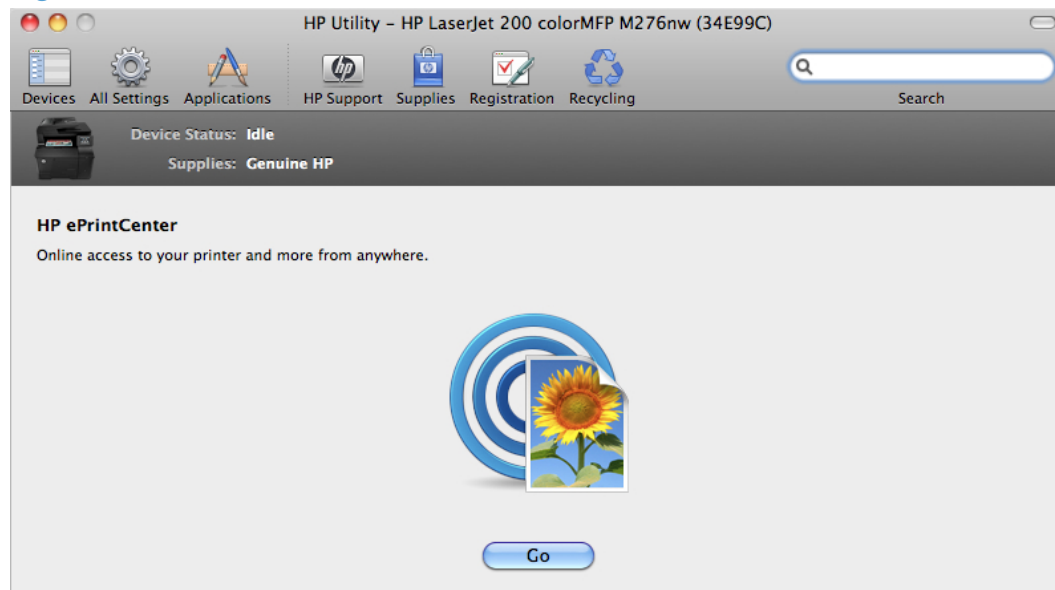 HP Utility – HP LaserJet 200 colorMFP M276nw (34E99C)
Devices All Settings Applications HP Support Supplies Registration Recycling Search
Device Status: Idle
Supplies: Genuine HP
HP ePrintCenter
Online access to your printer and more from anywhere.
Go